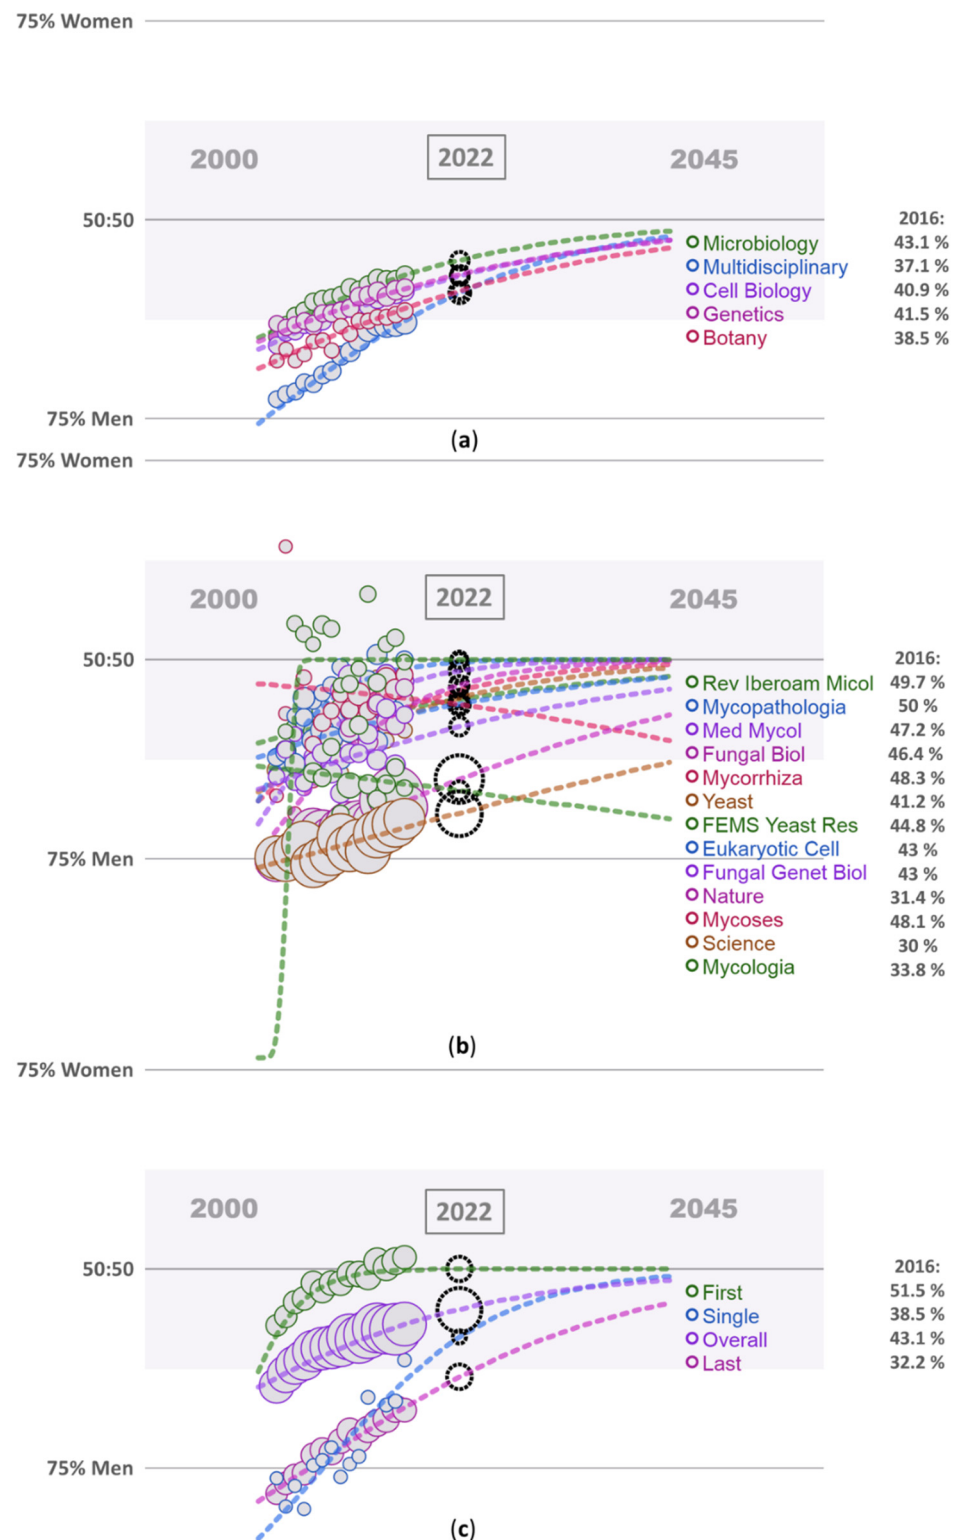 75% Women
2000
2022
2045
50:50
2016:
Microbiology 43.1 %
Multidisciplinary 37.1 %
Cell Biology 40.9 %
Genetics 41.5 %
Botany 38.5 %
75% Men
(a)
75% Women
2000
2022
2045
50:50
2016:
Rev Iberoam Micol 49.7 %
Mycopathologia 50 %
Med Mycol 47.2 %
Fungal Biol 46.4 %
Mycorrhiza 48.3 %
Yeast 41.2 %
FEMS Yeast Res 44.8 %
Eukaryotic Cell 43 %
75% Men
Fungal Genet Biol 43 %
Nature 31.4 %
Mycoses 48.1 %
Science 30 %
Mycologia 33.8 %
(b)
75% Women
2000
2022
2045
50:50
2016:
First 51.5 %
Single 38.5 %
Overall 43.1 %
Last 32.2 %
75% Men
(c)